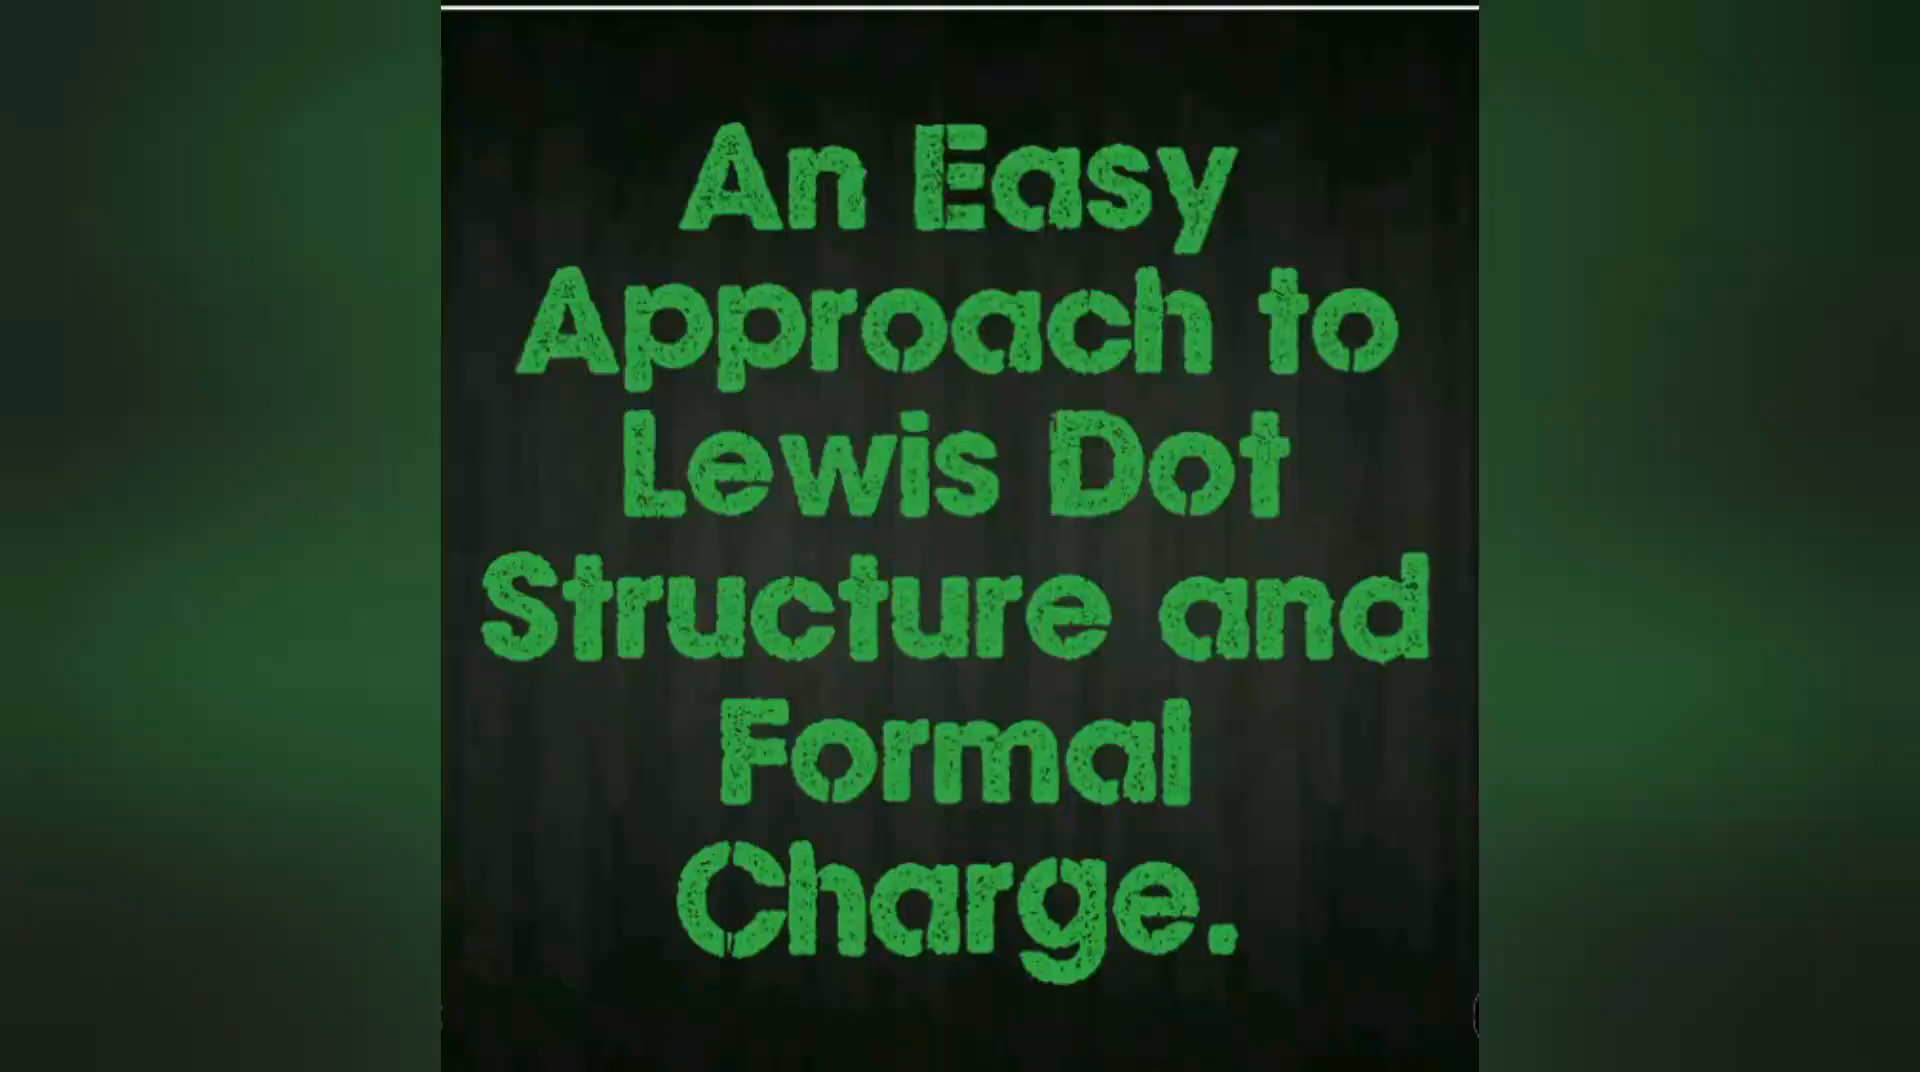 An Easy
Approach to
Lewis Dot
Structure and
Formal
Charge.